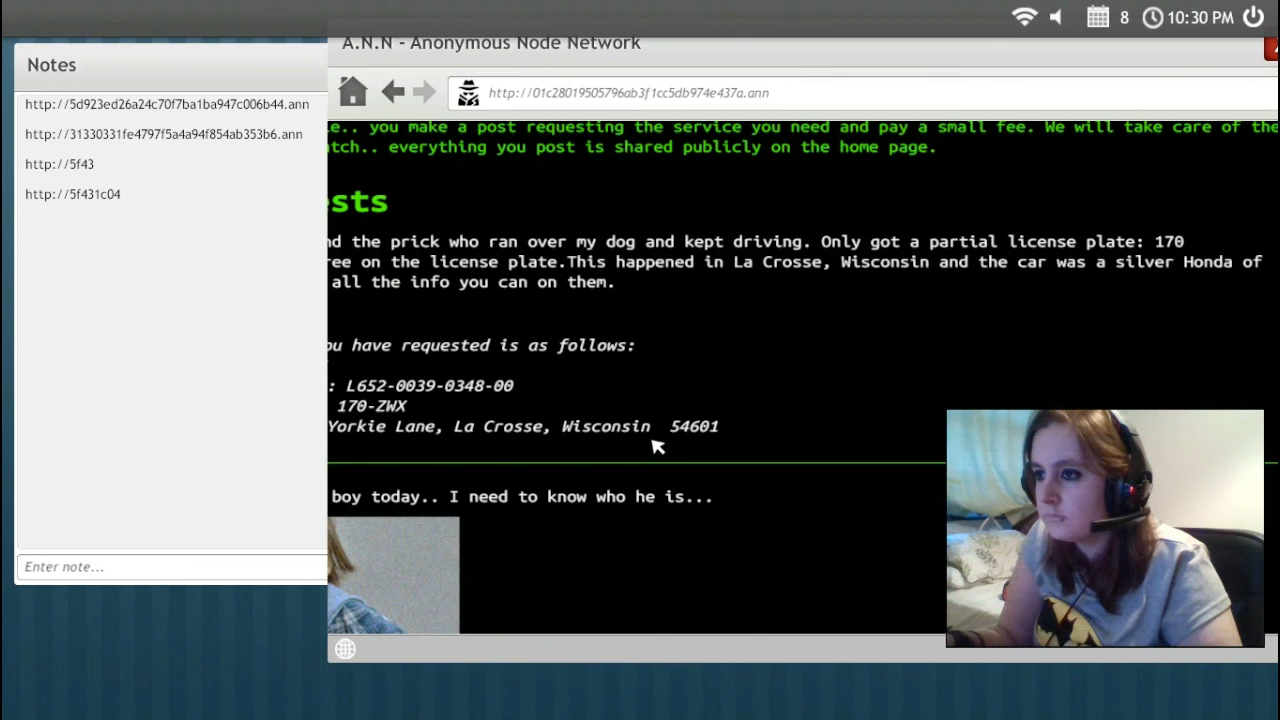 8 10:30 PM
A.N.N - Anonymous Node Network
Notes
http://01c28019505796ab3f1cc5db974e437a.ann
http://5d923ed26a24c70f7ba1ba947c006b44.ann
http://31330331fe4797f5a4a94f854ab353b6.ann
http://5f43
http://5f431c04
Enter note...
e.. you make a post requesting the service you need and pay a small fee. We will take care of the
tch.. everything you post is shared publicly on the home page.
ests
nd the prick who ran over my dog and kept driving. Only got a partial license plate: 170
ree on the license plate.This happened in La Crosse, Wisconsin and the car was a silver Honda of
all the info you can on them.
ou have requested is as follows:
: L652-0039-0348-00
170-ZWX
Yorkie Lane, La Crosse, Wisconsin 54601
boy today.. I need to know who he is...